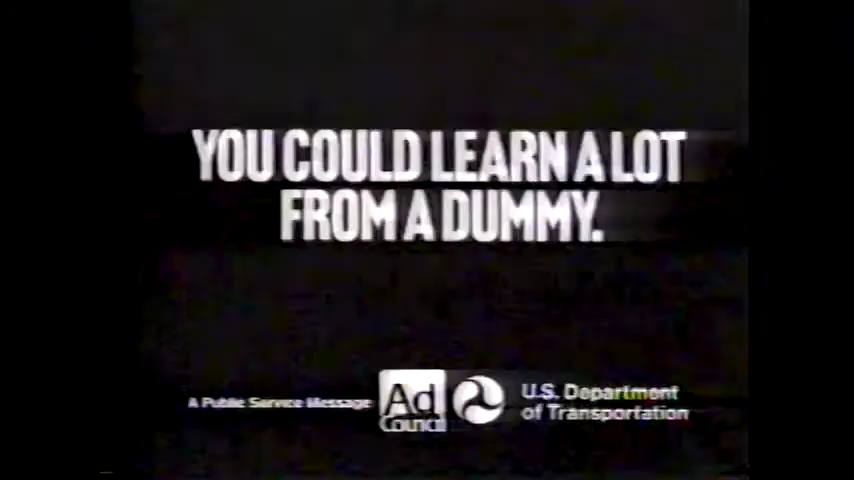 YOU COULD LEARN A LOT
FROM A DUMMY.
A Public Service Message
Ad
Council
U.S. Department
of Transportation